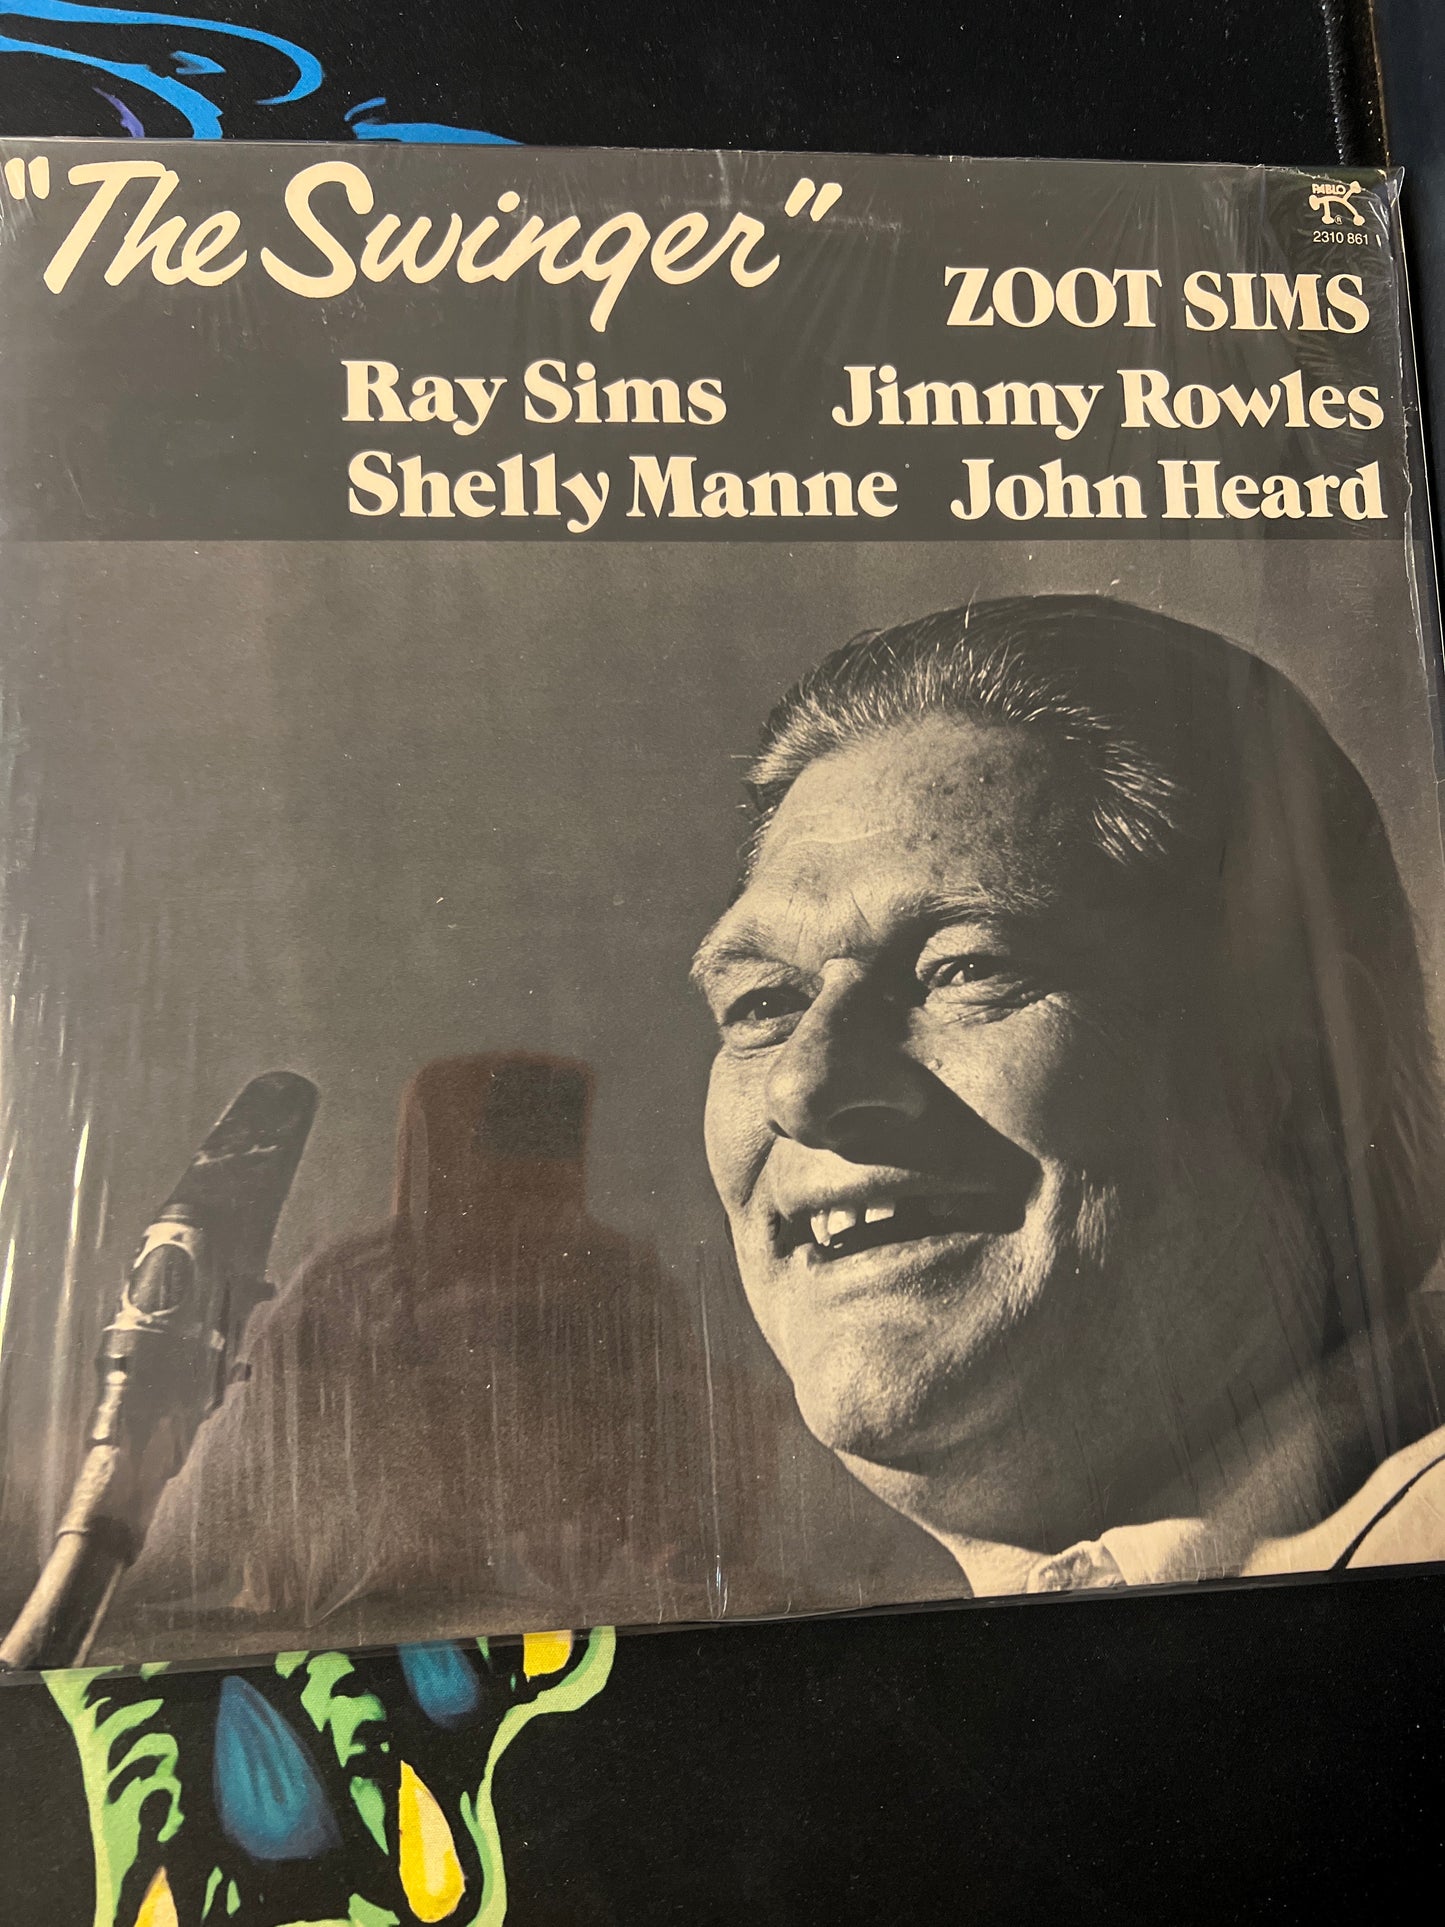 PABLO
®
2310 861
"The Swinger"
ZOOT SIMS
Ray Sims Jimmy Rowles
Shelly Manne John Heard